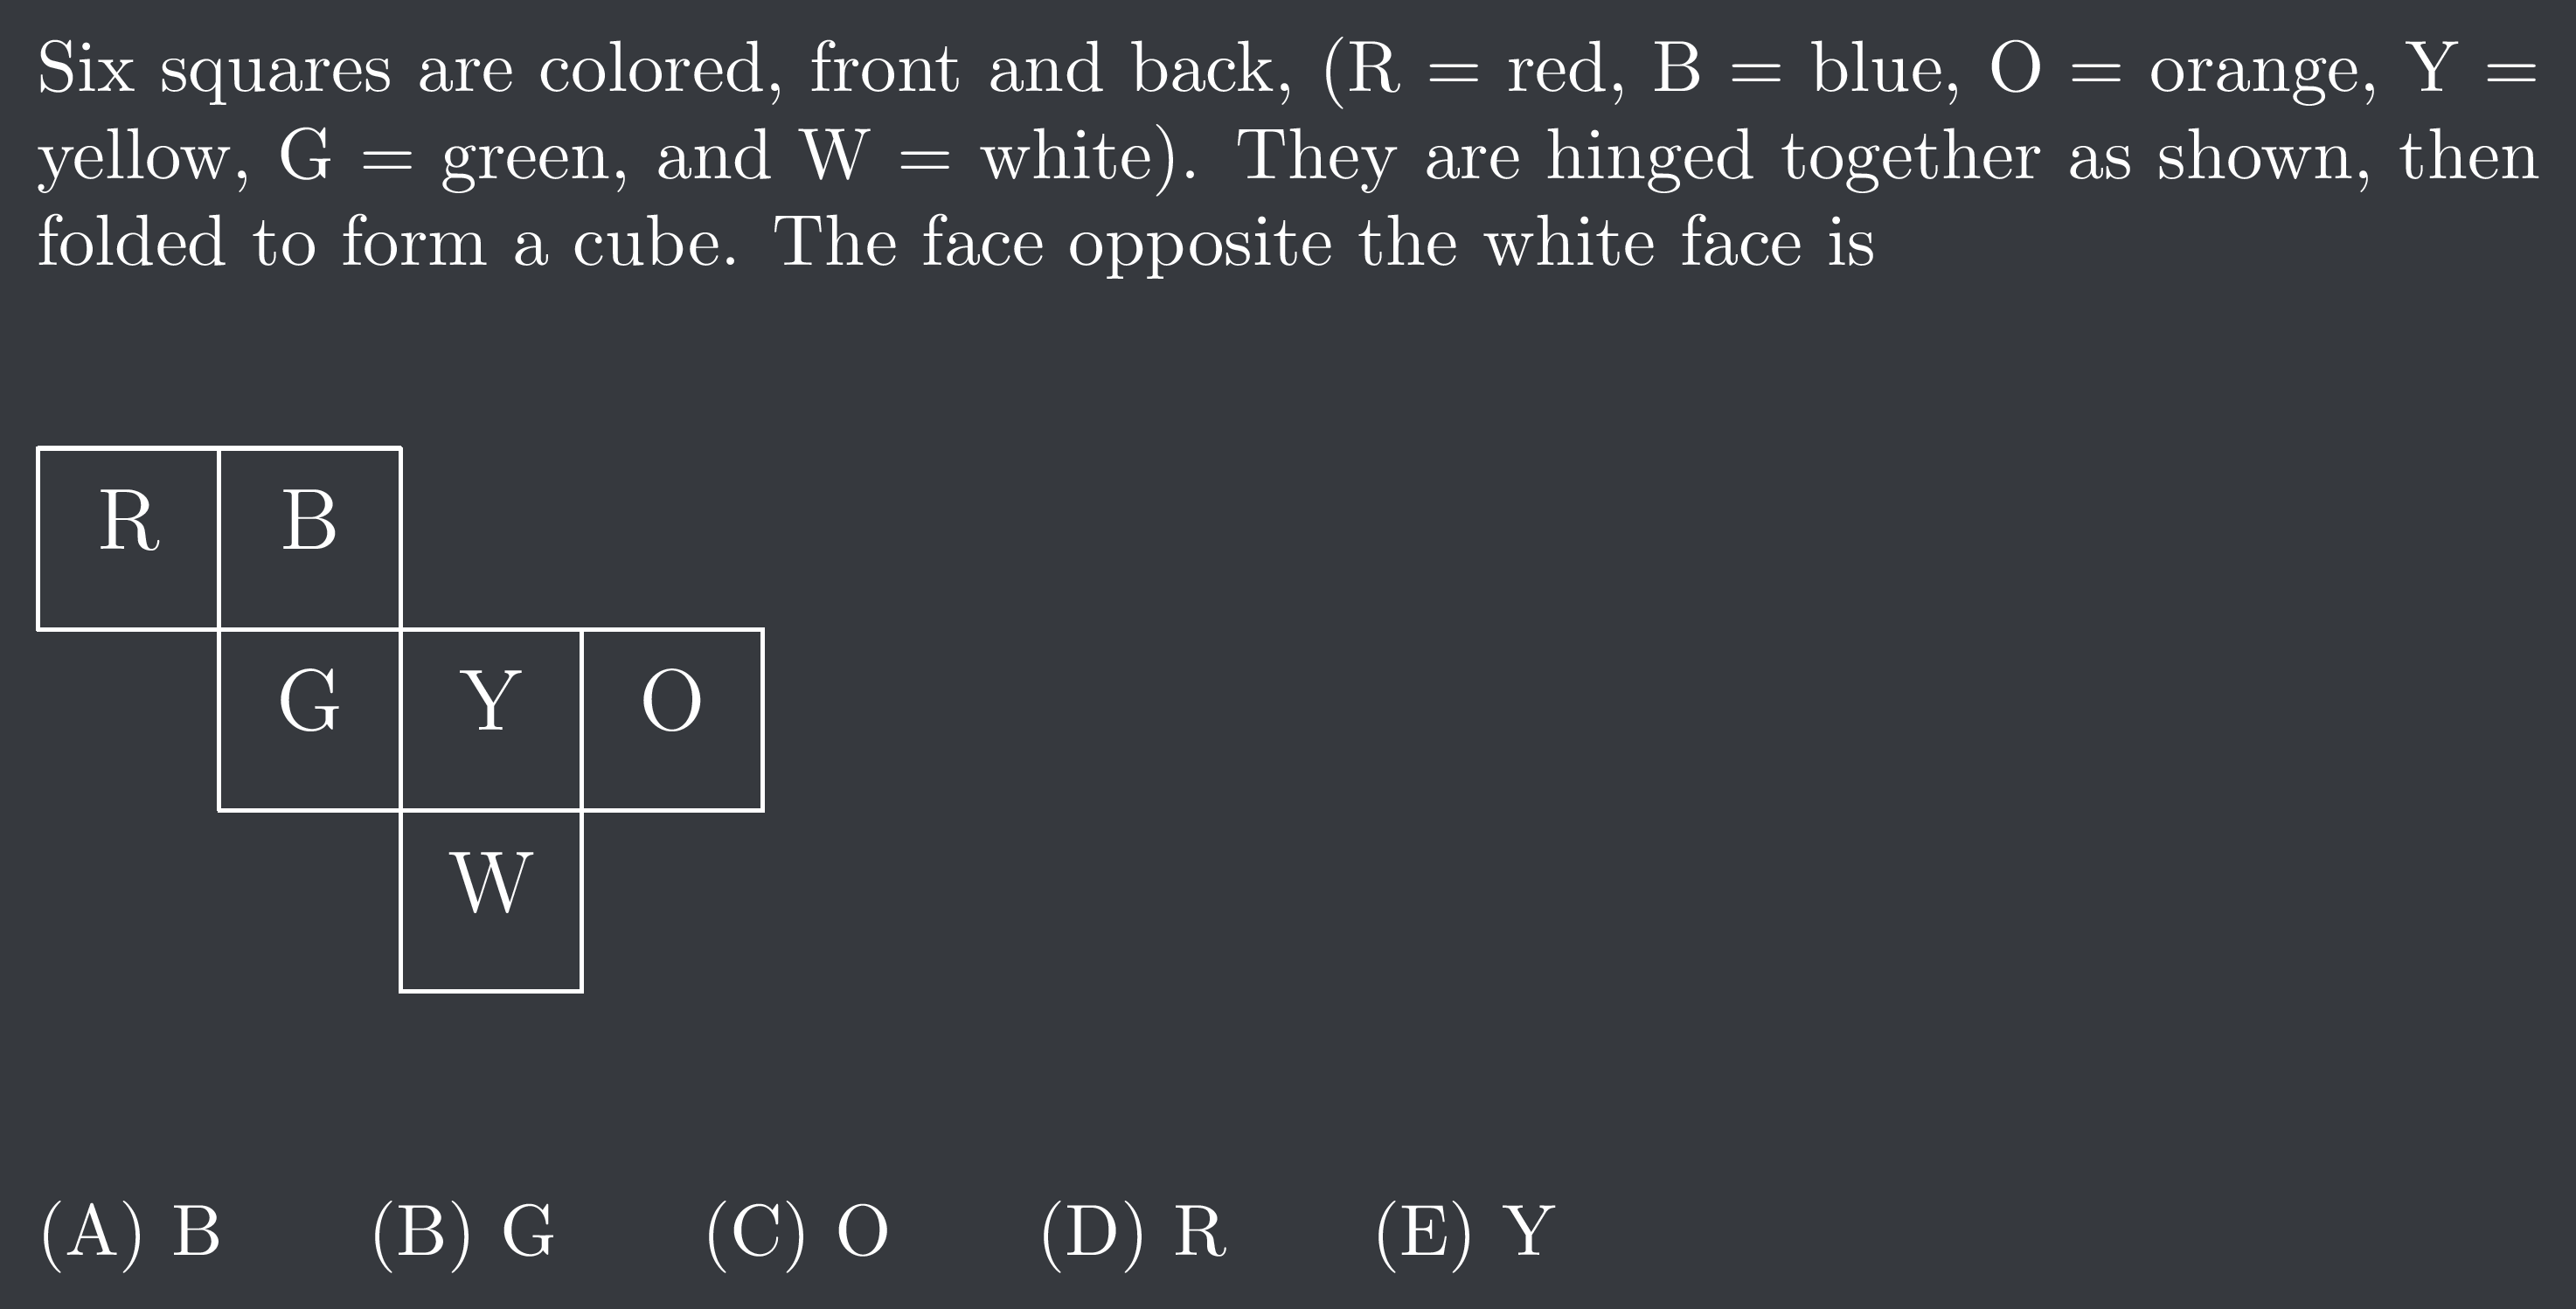 Six squares are colored, front and back, (R = red, B = blue, O = orange, Y =
yellow, G = green, and W = white). They are hinged together as shown, then
folded to form a cube. The face opposite the white face is
R B
G Y O
W
(A) B (B) G (C) O (D) R (E) Y